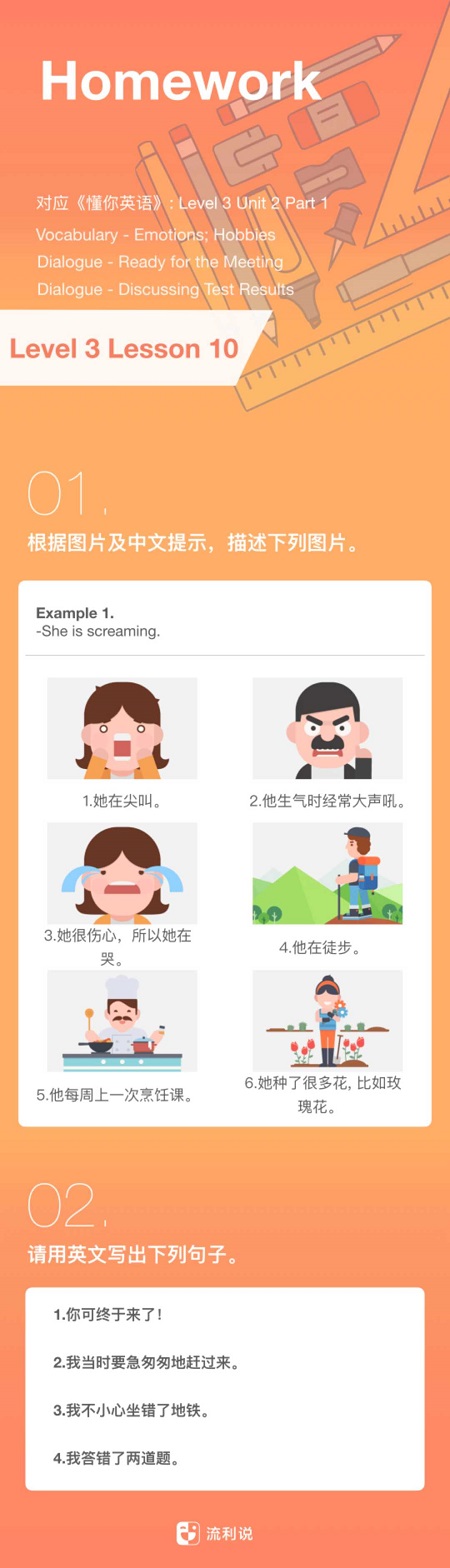 Homework
对应《懂你英语》: Level 3 Unit 2 Part 1
Vocabulary - Emotions; Hobbies
Dialogue - Ready for the Meeting
Dialogue - Discussing Test Results
Level 3 Lesson 10
01.
根据图片及中文提示，描述下列图片。
Example 1.
-She is screaming.
1.她在尖叫。
2.他生气时经常大声吼。
3.她很伤心，所以她在
哭。
4.他在徒步。
5.他每周上一次烹饪课。
6.她种了很多花, 比如玫
瑰花。
02.
请用英文写出下列句子。
1.你可终于来了!
2.我当时要急匆匆地赶过来。
3.我不小心坐错了地铁。
4.我答错了两道题。
流利说